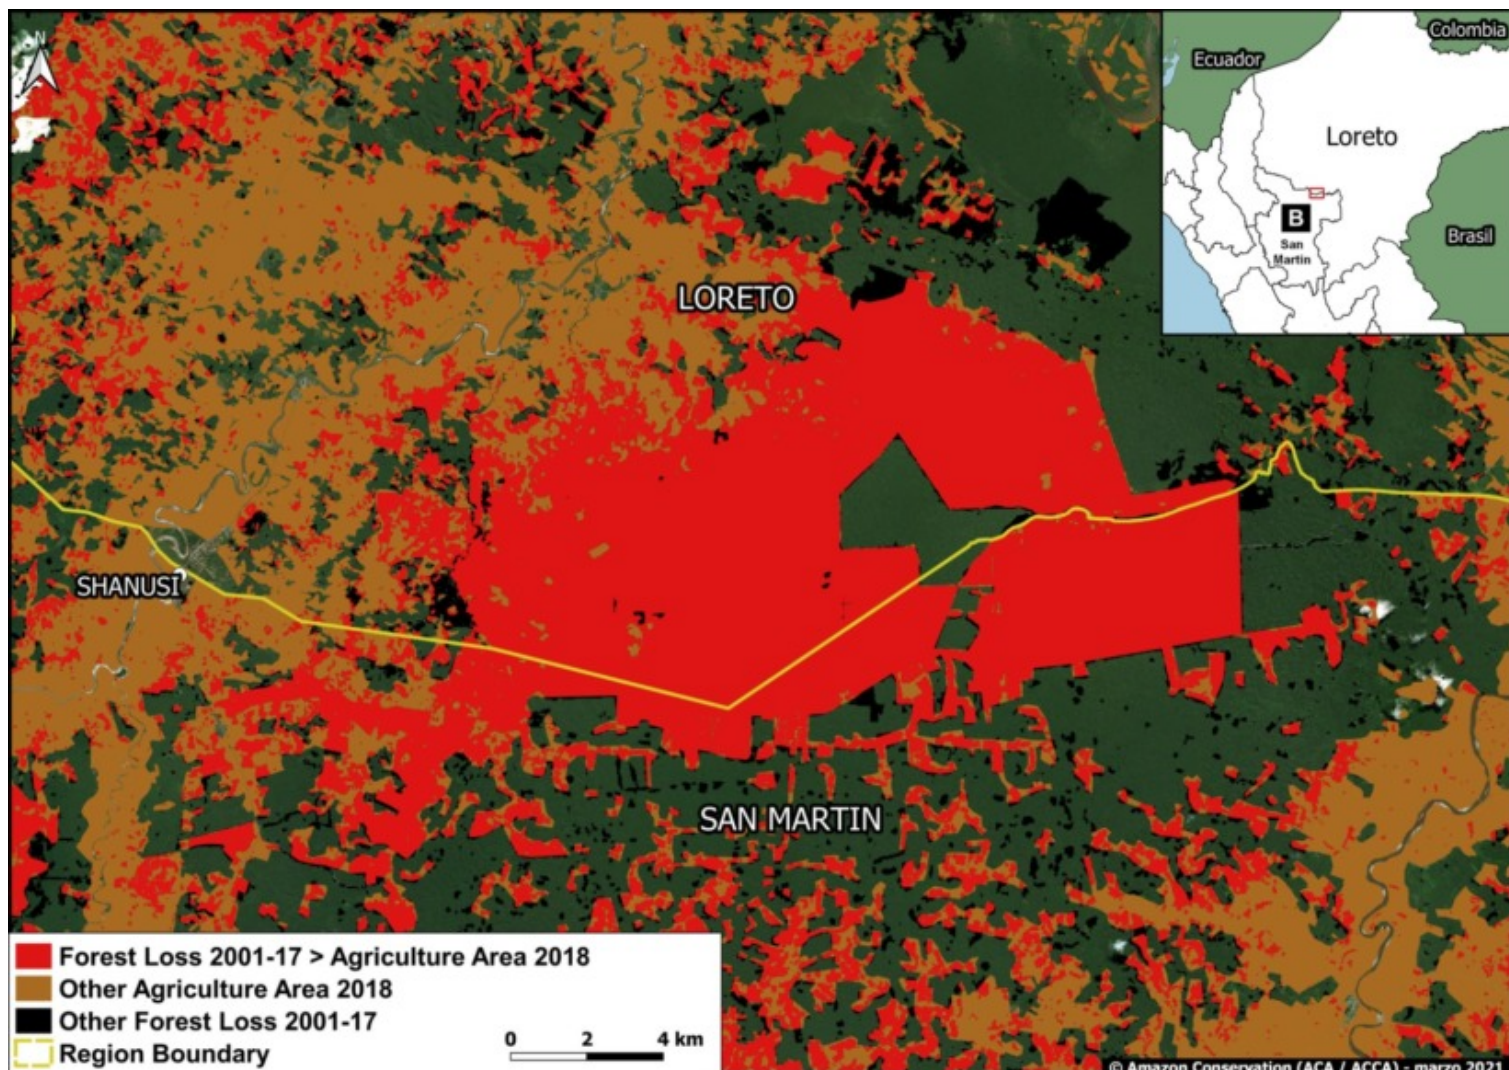 N
Colombia
Ecuador
Loreto
B
San
Martin
Brasil
LORETO
SHANUSI
SAN MARTIN
Forest Loss 2001-17 > Agriculture Area 2018
Other Agriculture Area 2018
Other Forest Loss 2001-17
Region Boundary
0 2 4 km
© Amazon Conservation (ACA / ACCA) - marzo 2021